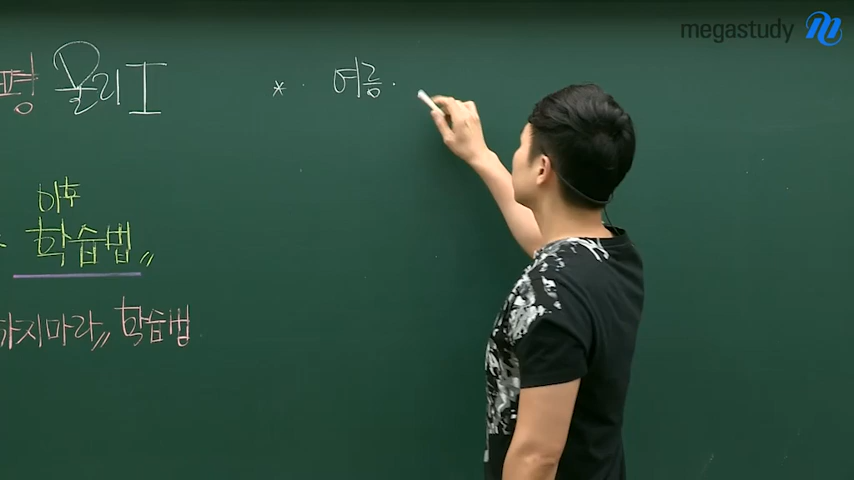 megastudy
평 물리 I
* 여름
이후
학습법 〃
하지마라 〃 학습법